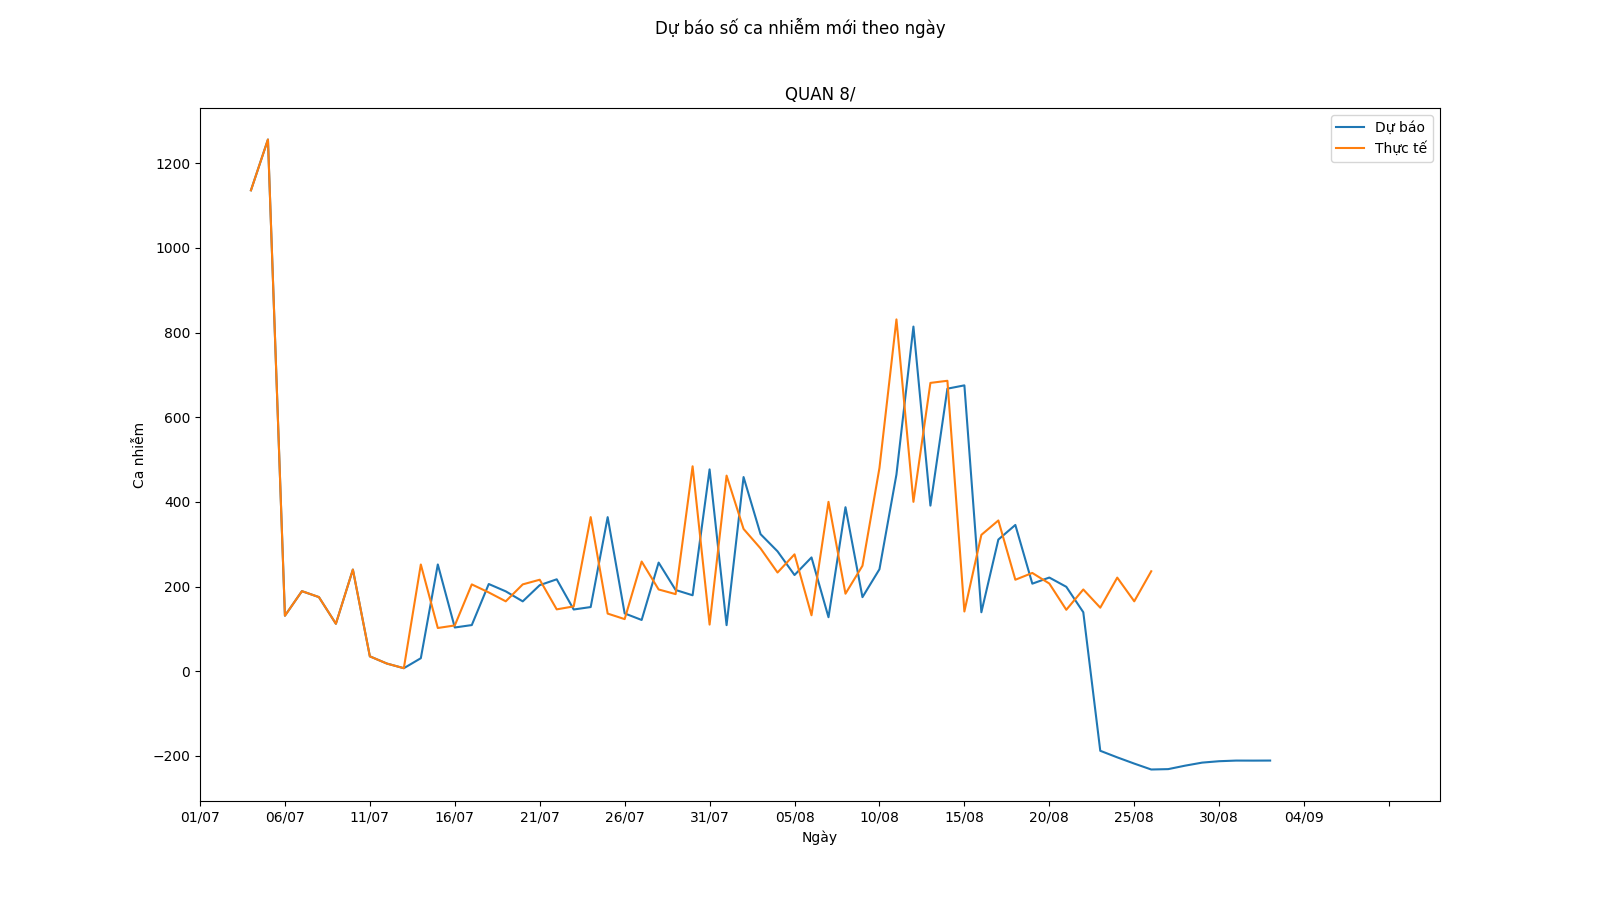 Dự báo số ca nhiễm mới theo ngày
QUAN 8/
Dự báo
Thực tế
1200
1000
800
600
400
200
0
−200
Ca nhiễm
01/07 06/07 11/07 16/07 21/07 26/07 31/07 05/08 10/08 15/08 20/08 25/08 30/08 04/09
Ngày